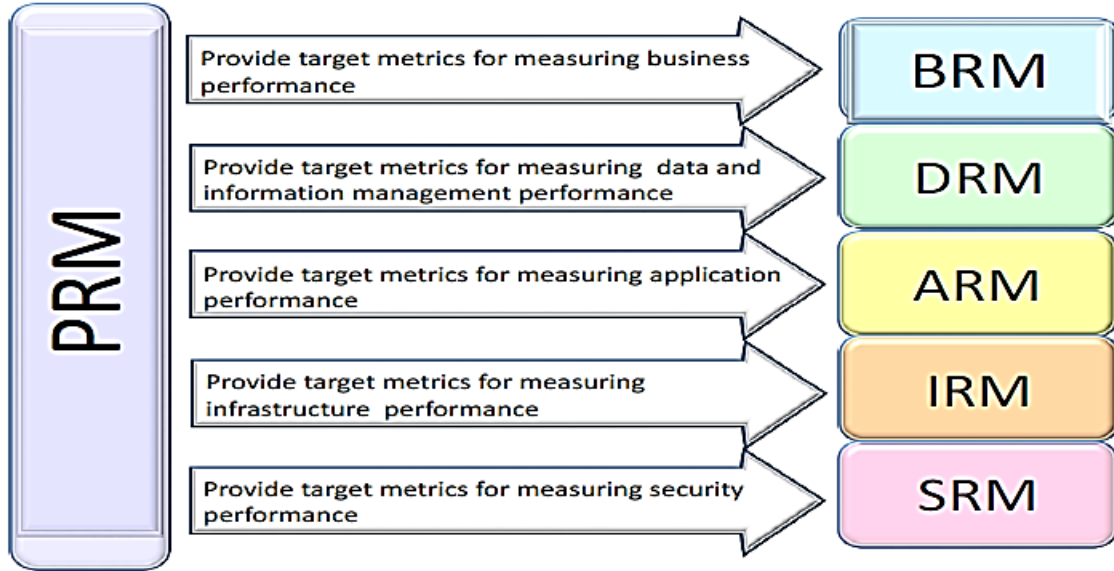 PRM
Provide target metrics for measuring business
performance
BRM
Provide target metrics for measuring data and
information management performance
DRM
Provide target metrics for measuring application
performance
ARM
Provide target metrics for measuring
infrastructure performance
IRM
Provide target metrics for measuring security
performance
SRM